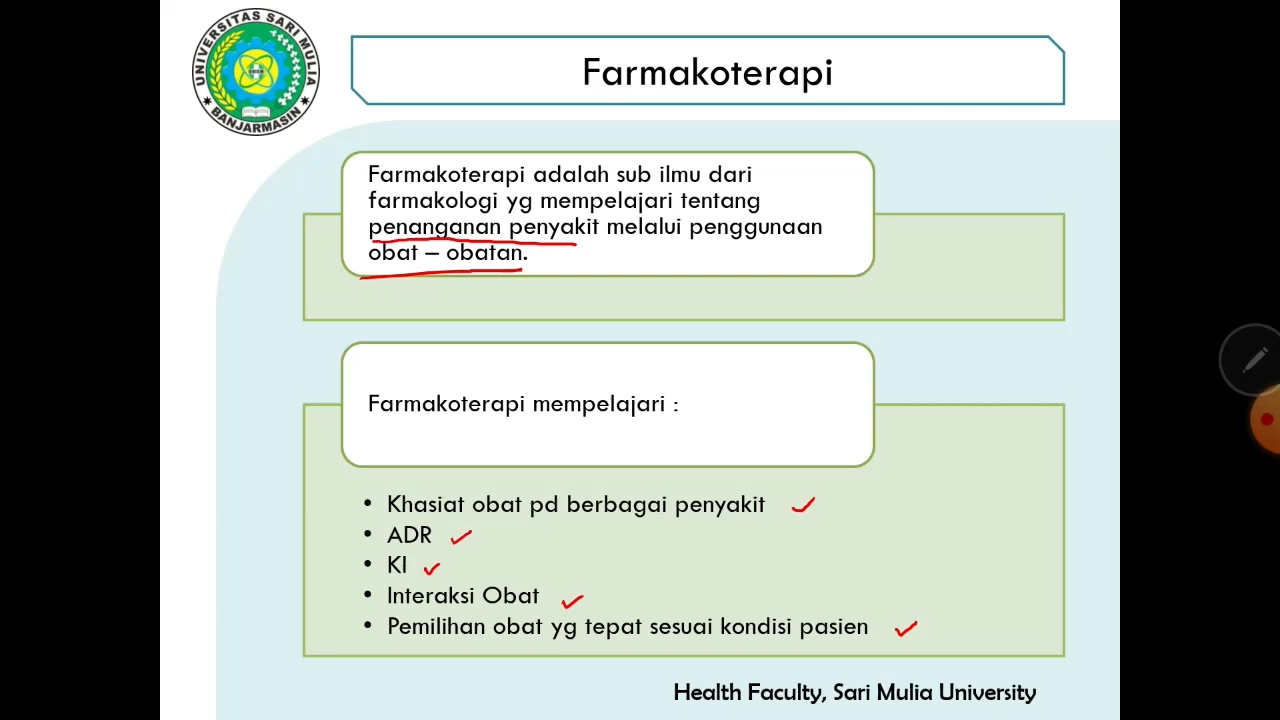 UNIVERSITAS SARI MULIA
BANJARMASIN
Farmakoterapi
Farmakoterapi adalah sub ilmu dari
farmakologi yg mempelajari tentang
penanganan penyakit melalui penggunaan
obat – obatan.
Farmakoterapi mempelajari :
• Khasiat obat pd berbagai penyakit
• ADR
• KI
• Interaksi Obat
• Pemilihan obat yg tepat sesuai kondisi pasien
Health Faculty, Sari Mulia University